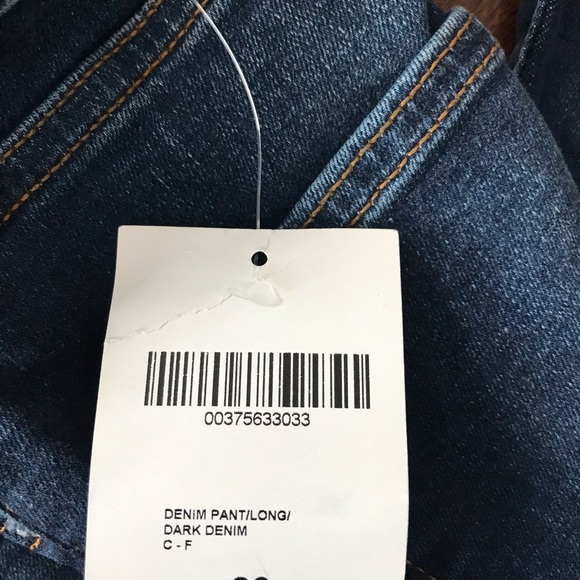 00375633033
DENIM PANT/LONG/
DARK DENIM
C - F